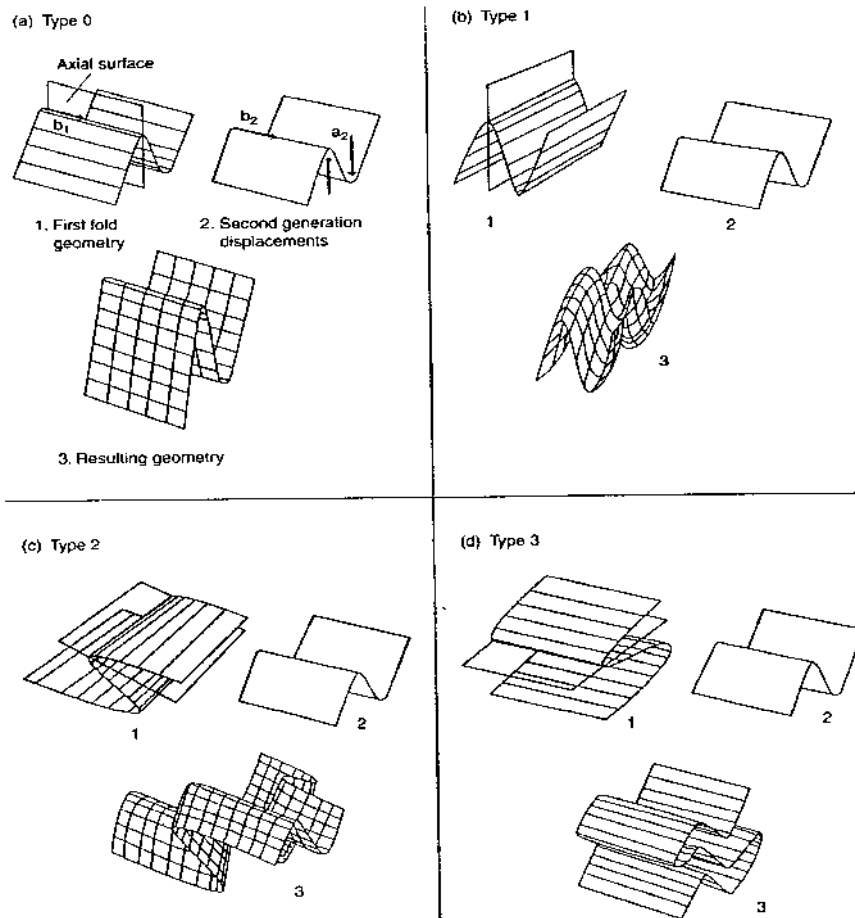 (a) Type 0
Axial surface
b1
b2
a2
1. First fold
geometry
2. Second generation
displacements
3. Resulting geometry
(b) Type 1
1
2
3
(c) Type 2
1
2
3
(d) Type 3
1
2
3